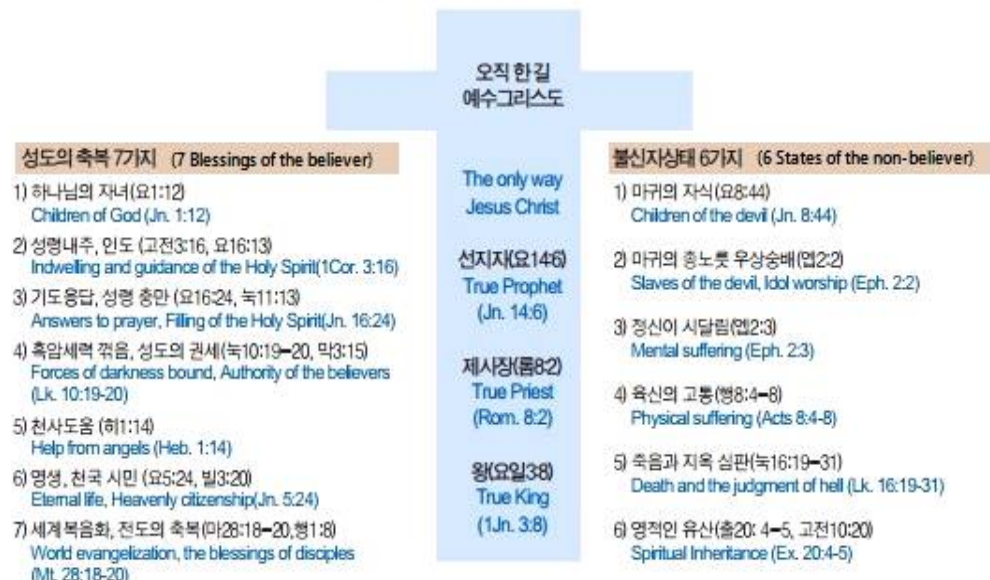 오직 한길
예수그리스도
The only way
Jesus Christ
선지자(요14:6)
True Prophet
(Jn. 14:6)
제사장(롬8:2)
True Priest
(Rom. 8:2)
왕(요일3:8)
True King
(1Jn. 3:8)
성도의 축복 7가지 (7 Blessings of the believer)
1) 하나님의 자녀(요1:12)
Children of God (Jn. 1:12)
2) 성령내주, 인도 (고전3:16, 요16:13)
Indwelling and guidance of the Holy Spirit(1Cor. 3:16)
3) 기도응답, 성령 충만 (요16:24, 눅11:13)
Answers to prayer, Filling of the Holy Spirit(Jn. 16:24)
4) 흑암세력 꺾음, 성도의 권세(눅10:19-20, 막3:15)
Forces of darkness bound, Authority of the believers
(Lk. 10:19-20)
5) 천사도움 (히1:14)
Help from angels (Heb. 1:14)
6) 영생, 천국 시민 (요5:24, 빌3:20)
Eternal life, Heavenly citizenship(Jn. 5:24)
7) 세계복음화, 전도의 축복(마28:18-20,행1:8)
World evangelization, the blessings of disciples
(Mt. 28:18-20)
불신자상태 6가지 (6 States of the non-believer)
1) 마귀의 자식(요8:44)
Children of the devil (Jn. 8:44)
2) 마귀의 종노릇 우상숭배(엡2:2)
Slaves of the devil, Idol worship (Eph. 2:2)
3) 정신이 시달림(엡2:3)
Mental suffering (Eph. 2:3)
4) 육신의 고통(행8:4-8)
Physical suffering (Acts 8:4-8)
5) 죽음과 지옥 심판(눅16:19-31)
Death and the judgment of hell (Lk. 16:19-31)
6) 영적인 유산(출20: 4-5, 고전10:20)
Spiritual Inheritance (Ex. 20:4-5)